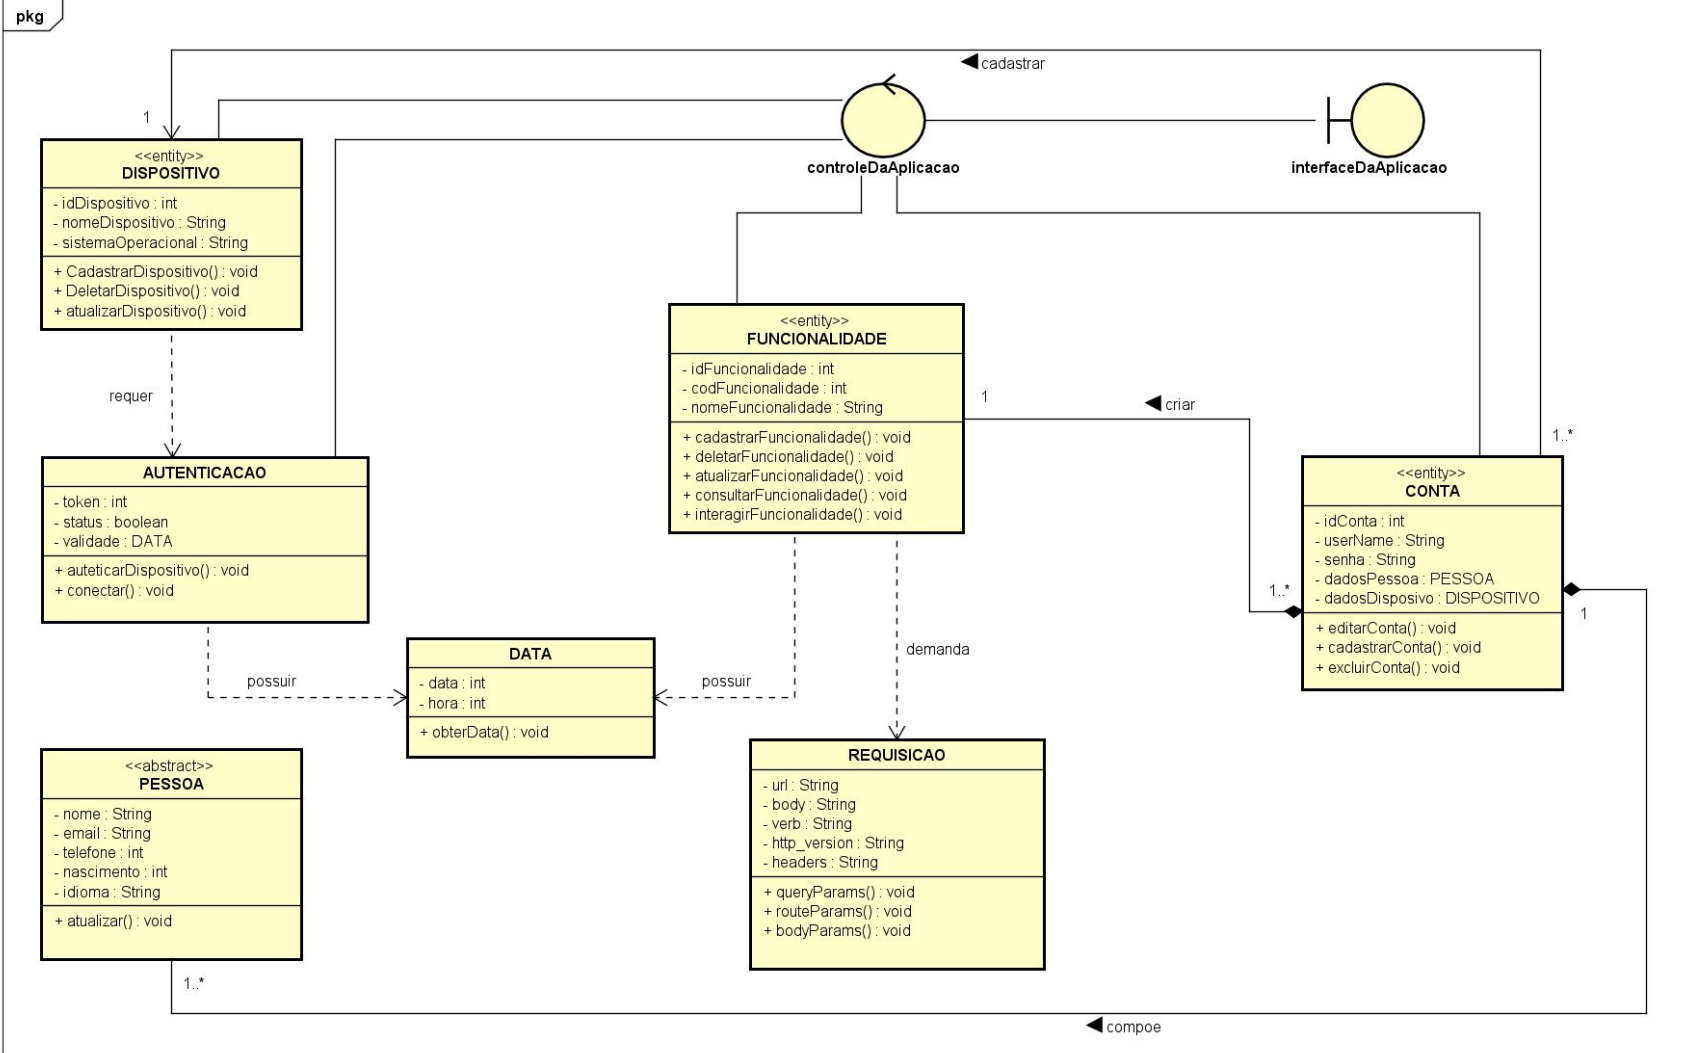 pkg
cadastrar
1
controleDaAplicacao
interfaceDaAplicacao
<<entity>>
DISPOSITIVO
- idDispositivo : int
- nomeDispositivo : String
- sistemaOperacional : String
+ CadastrarDispositivo() : void
+ DeletarDispositivo() : void
+ atualizarDispositivo() : void
requer
<<entity>>
FUNCIONALIDADE
- idFuncionalidade : int
- codFuncionalidade : int
- nomeFuncionalidade : String
+ cadastrarFuncionalidade() : void
+ deletarFuncionalidade() : void
+ atualizarFuncionalidade() : void
+ consultarFuncionalidade() : void
+ interagirFuncionalidade() : void
1
criar
1..*
1..*
<<entity>>
CONTA
- idConta : int
- userName : String
- senha : String
- dadosPessoa : PESSOA
- dadosDisposivo : DISPOSITIVO
+ editarConta() : void
+ cadastrarConta() : void
+ excluirConta() : void
1
AUTENTICACAO
- token : int
- status : boolean
- validade : DATA
+ auteticarDispositivo() : void
+ conectar() : void
possuir
DATA
- data : int
- hora : int
+ obterData() : void
possuir
demanda
<<abstract>>
PESSOA
- nome : String
- email : String
- telefone : int
- nascimento : int
- idioma : String
+ atualizar() : void
1..*
REQUISICAO
- url : String
- body : String
- verb : String
- http_version : String
- headers : String
+ queryParams() : void
+ routeParams() : void
+ bodyParams() : void
compoe